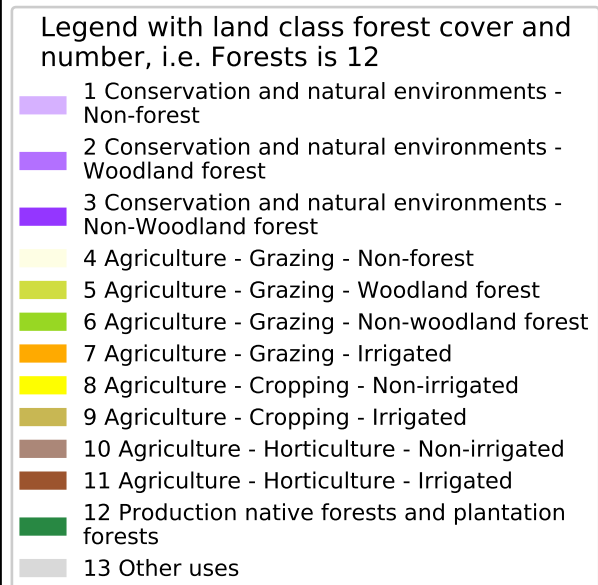 Legend with land class forest cover and
number, i.e. Forests is 12
1 Conservation and natural environments -
Non-forest
2 Conservation and natural environments -
Woodland forest
3 Conservation and natural environments -
Non-Woodland forest
4 Agriculture - Grazing - Non-forest
5 Agriculture - Grazing - Woodland forest
6 Agriculture - Grazing - Non-woodland forest
7 Agriculture - Grazing - Irrigated
8 Agriculture - Cropping - Non-irrigated
9 Agriculture - Cropping - Irrigated
10 Agriculture - Horticulture - Non-irrigated
11 Agriculture - Horticulture - Irrigated
12 Production native forests and plantation
forests
13 Other uses